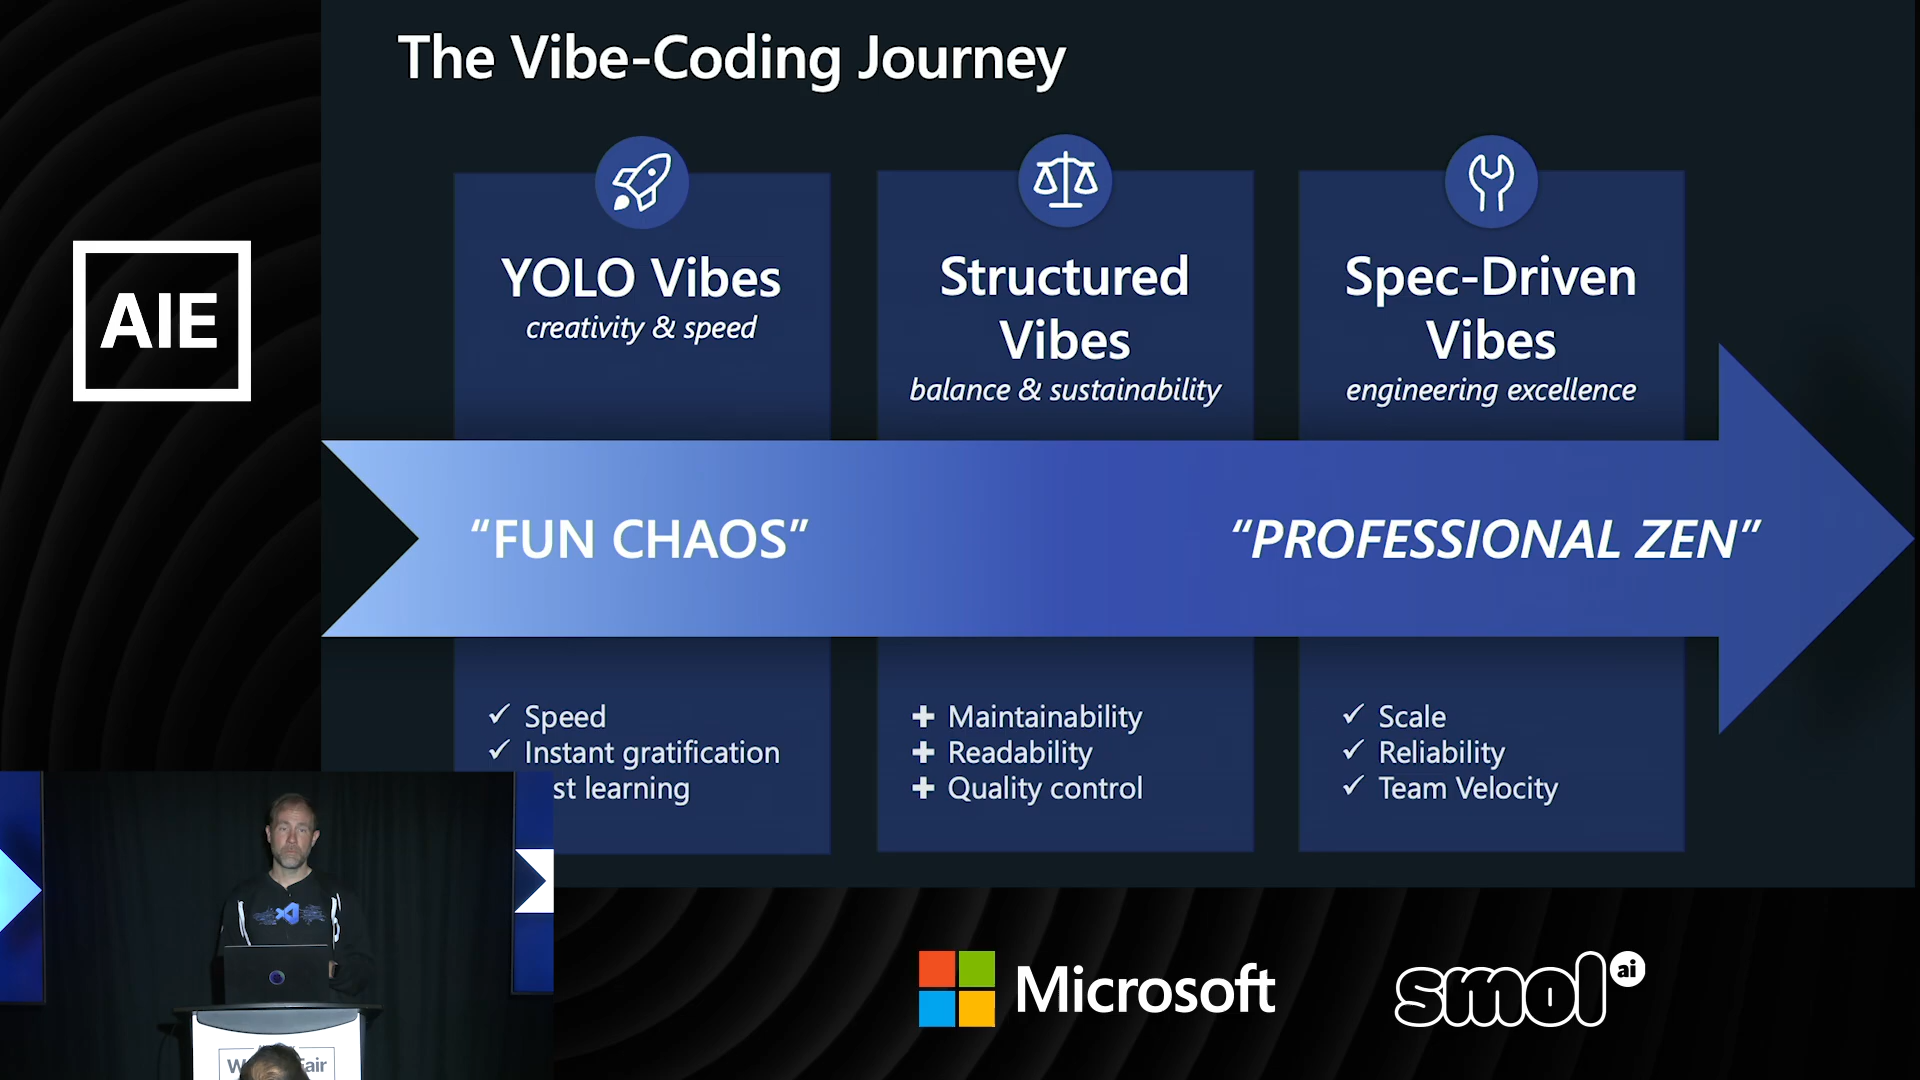 The Vibe-Coding Journey
AIE
YOLO Vibes
creativity & speed
Structured
Vibes
balance & sustainability
Spec-Driven
Vibes
engineering excellence
“FUN CHAOS”
“PROFESSIONAL ZEN”
✓ Speed
✓ Instant gratification
st learning
+ Maintainability
+ Readability
+ Quality control
✓ Scale
✓ Reliability
✓ Team Velocity
Microsoft
smol ai